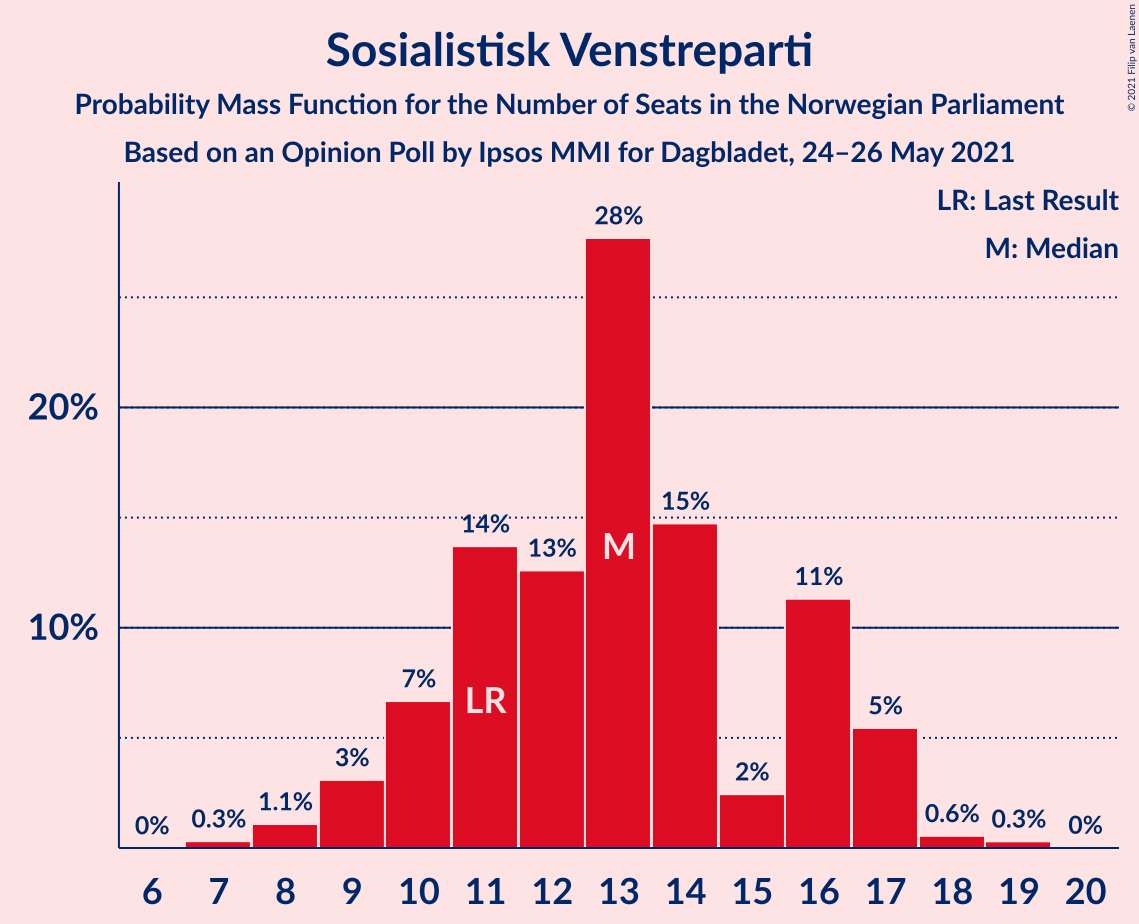 Sosialistisk Venstreparti
Probability Mass Function for the Number of Seats in the Norwegian Parliament
Based on an Opinion Poll by Ipsos MMI for Dagbladet, 24–26 May 2021
© 2021 Filip van Laenen
LR: Last Result
M: Median
20%
10%
0%
0.3%
1.1%
3%
7%
14%
13%
28%
15%
2%
11%
5%
0.6%
0.3%
0%
LR
M
6 7 8 9 10 11 12 13 14 15 16 17 18 19 20